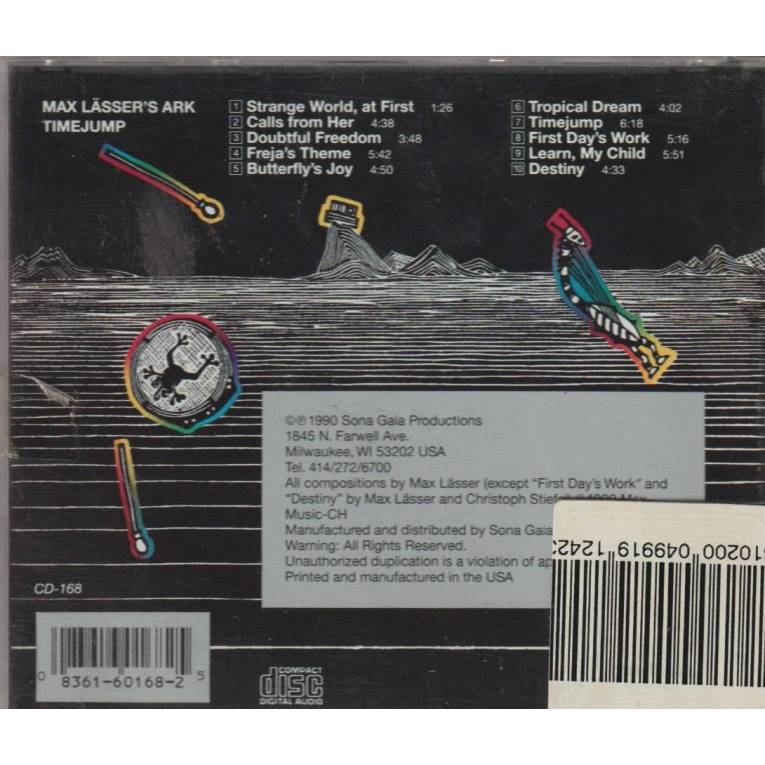 MAX LÄSSER'S ARK
TIMEJUMP
1 Strange World, at First 1:26
2 Calls from Her 4:38
3 Doubtful Freedom 3:48
4 Freja's Theme 5:42
5 Butterfly's Joy 4:50
6 Tropical Dream 4:02
7 Timejump 6:18
8 First Day's Work 5:16
9 Learn, My Child 5:51
10 Destiny 4:33
©℗1990 Sona Gaia Productions
1845 N. Farwell Ave.
Milwaukee, WI 53202 USA
Tel. 414/272/6700
All compositions by Max Lässer (except "First Day's Work" and
"Destiny" by Max Lässer and Christoph
Music-CH
Manufactured and distributed by Sona Gaia
Warning: All Rights Reserved.
Unauthorized duplication is a violation of
Printed and manufactured in the USA
10200 049919 1242
CD-168
0 8361-60168-2 5
COMPACT
disc
DIGITAL AUDIO